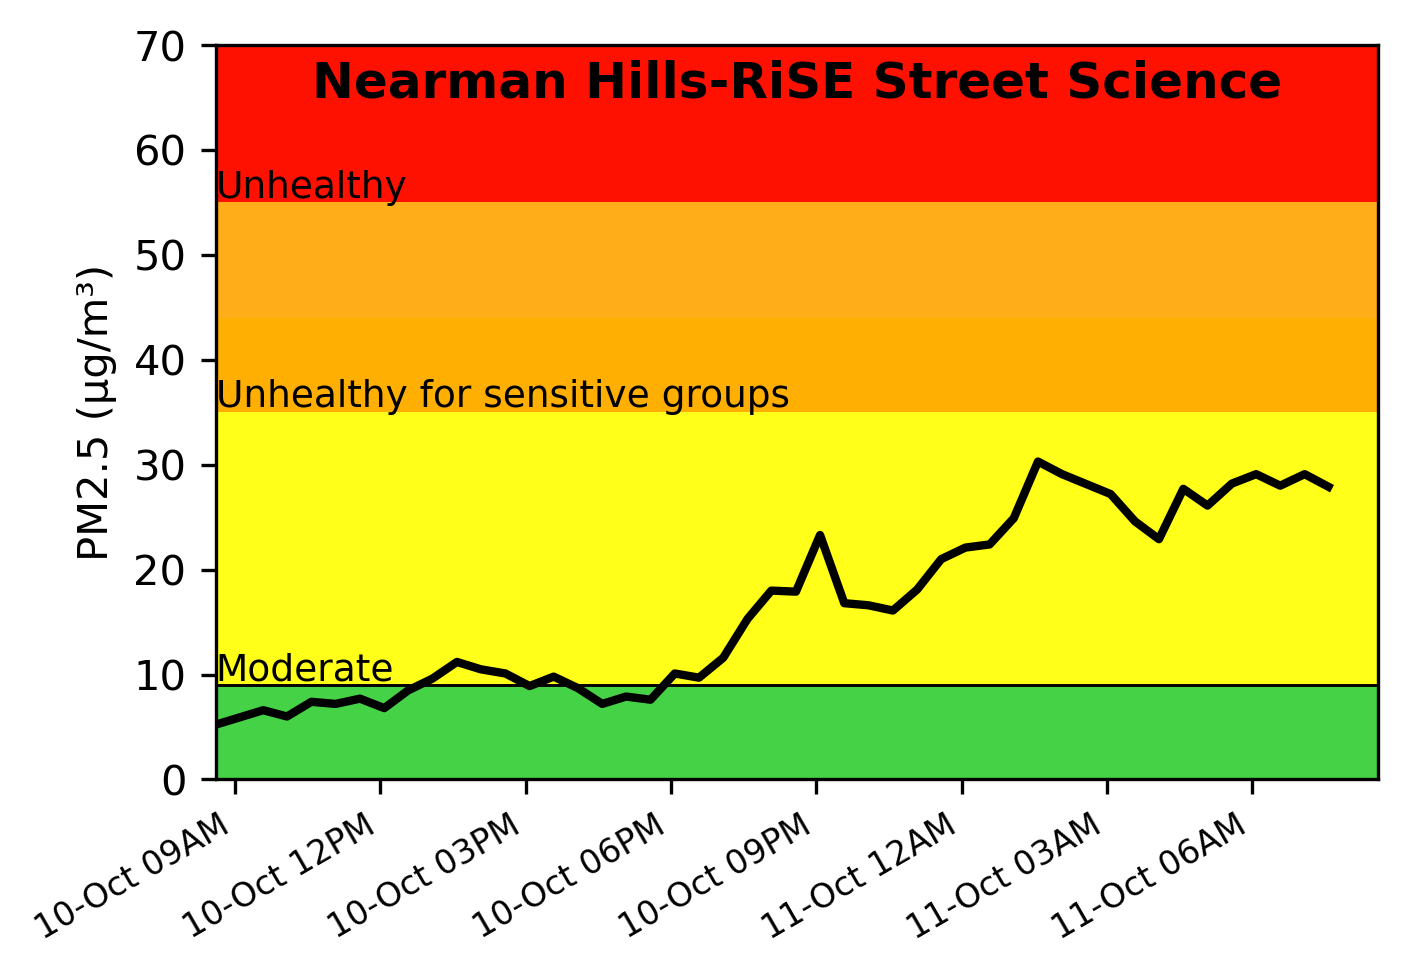 Nearman Hills-RiSE Street Science
PM2.5 (µg/m³)
70
60
Unhealthy
50
40
Unhealthy for sensitive groups
30
20
10
Moderate
0
10-Oct 09AM
10-Oct 12PM
10-Oct 03PM
10-Oct 06PM
10-Oct 09PM
11-Oct 12AM
11-Oct 03AM
11-Oct 06AM